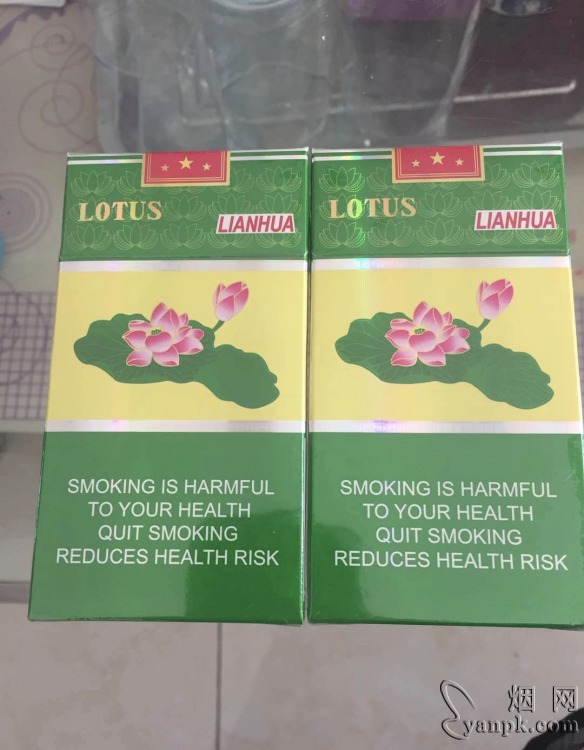 LOTUS
LIANHUA
SMOKING IS HARMFUL
TO YOUR HEALTH
QUIT SMOKING
REDUCES HEALTH RISK
LOTUS
LIANHUA
SMOKING IS HARMFUL
TO YOUR HEALTH
QUIT SMOKING
REDUCES HEALTH RISK
烟网
yanpk.com